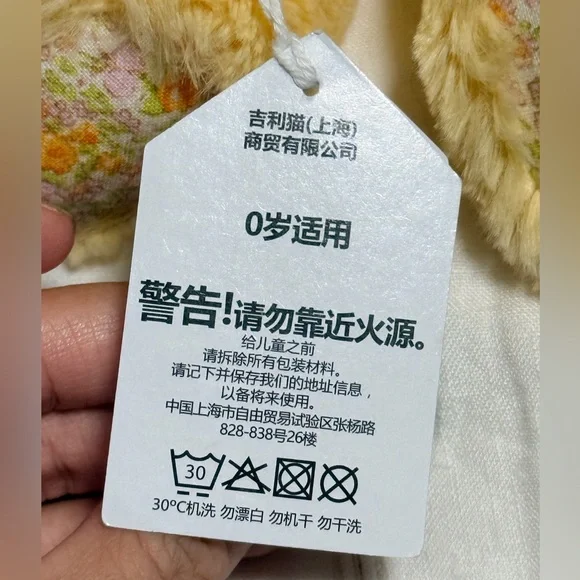 吉利猫(上海)
商贸有限公司
0岁适用
警告!请勿靠近火源。
给儿童之前
请拆除所有包装材料。
请记下并保存我们的地址信息,
以备将来使用。
中国上海市自由贸易试验区张杨路
828-838号26楼
30
30℃机洗 勿漂白 勿机干 勿干洗